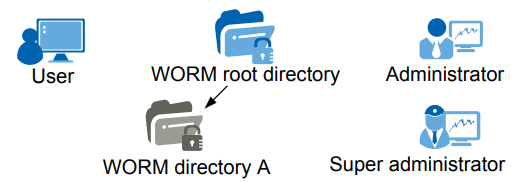 User
WORM root directory
Administrator
WORM directory A
Super administrator